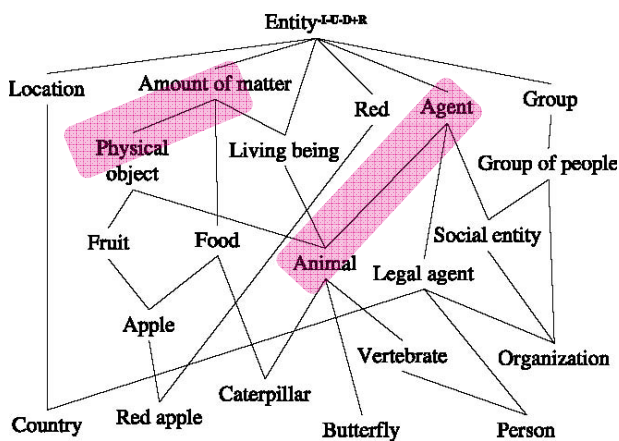 Entity-I-U-D+R
Location
Amount of matter
Red
Agent
Group
Physical
object
Living being
Group of people
Fruit
Food
Animal
Legal agent
Social entity
Apple
Vertebrate
Organization
Country
Red apple
Caterpillar
Butterfly
Person